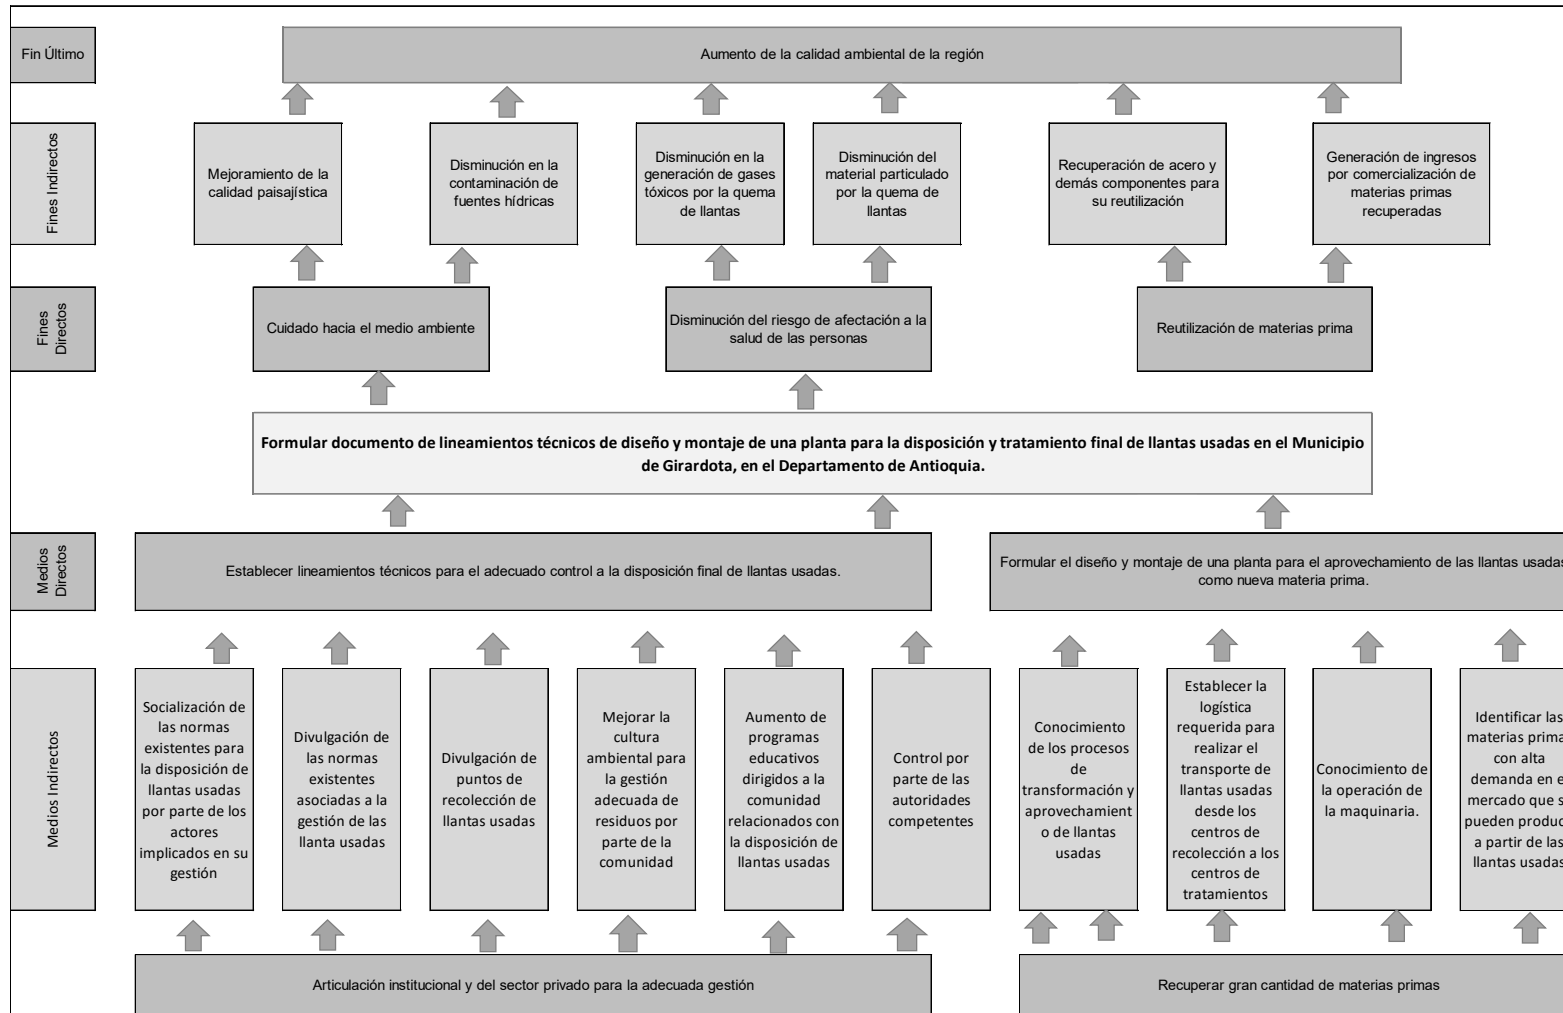 Fin Último
Aumento de la calidad ambiental de la región
Fines Indirectos
Mejoramiento de la
calidad paisajística
Disminución en la
contaminación de
fuentes hídricas
Disminución en la
generación de gases
tóxicos por la quema
de llantas
Disminución del
material particulado
por la quema de
llantas
Recuperación de acero y
demás componentes para
su reutilización
Generación de ingresos
por comercialización de
materias primas
recuperadas
Fines
Directos
Cuidado hacia el medio ambiente
Disminución del riesgo de afectación a la
salud de las personas
Reutilización de materias prima
Formular documento de lineamientos técnicos de diseño y montaje de una planta para la disposición y tratamiento final de llantas usadas en el Municipio
de Girardota, en el Departamento de Antioquia.
Medios
Directos
Establecer lineamientos técnicos para el adecuado control a la disposición final de llantas usadas.
Formular el diseño y montaje de una planta para el aprovechamiento de las llantas usadas
como nueva materia prima.
Medios Indirectos
Socialización de
las normas
existentes para
la disposición de
llantas usadas
por parte de los
actores
implicados en su
gestión
Divulgación de
las normas
existentes
asociadas a la
gestión de las
llanta usadas
Divulgación de
puntos de
recolección de
llantas usadas
Mejorar la
cultura
ambiental para
la gestión
adecuada de
residuos por
parte de la
comunidad
Aumento de
programas
educativos
dirigidos a la
comunidad
relacionados con
la disposición de
llantas usadas
Control por
parte de las
autoridades
competentes
Conocimiento
de los procesos
de
transformación y
aprovechamient
o de llantas
usadas
Establecer la
logística
requerida para
realizar el
transporte de
llantas usadas
desde los
centros de
recolección a los
centros de
tratamientos
Conocimiento de
la operación de
la maquinaria.
Identificar las
materias prima
con alta
demanda en e
mercado que s
pueden produc
a partir de las
llantas usadas
Articulación institucional y del sector privado para la adecuada gestión
Recuperar gran cantidad de materias primas